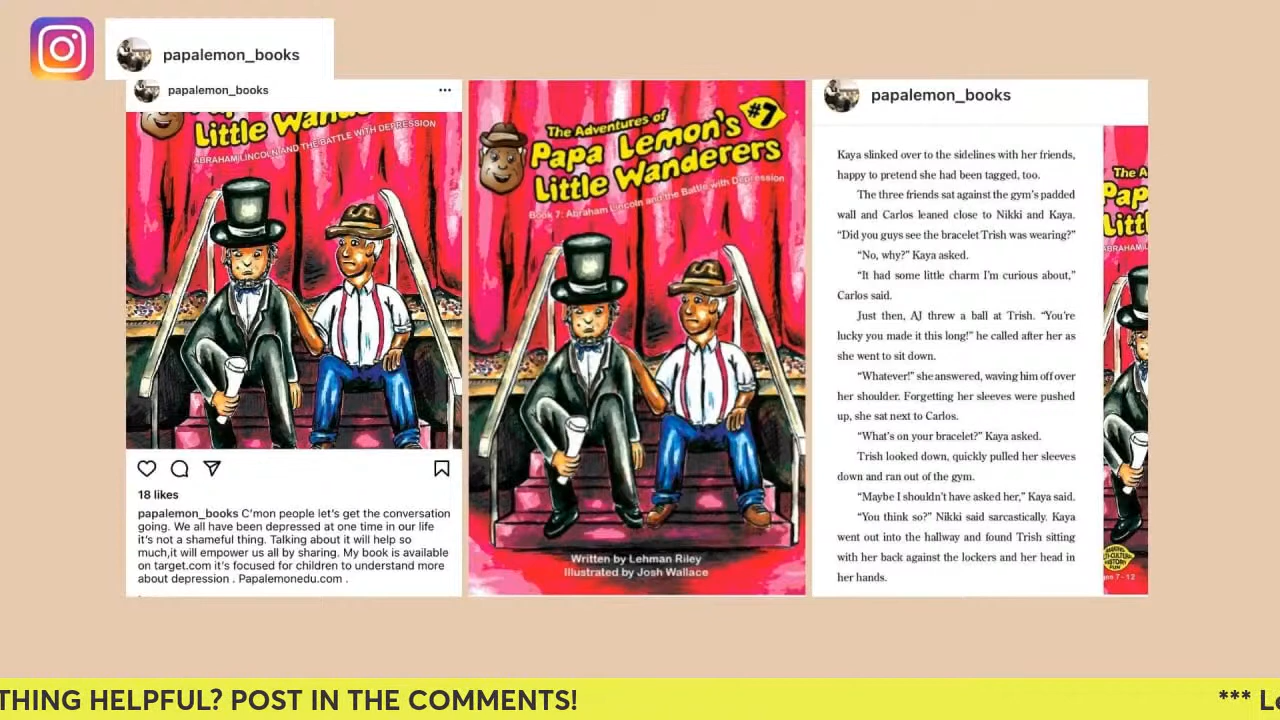 papalemon_books
papalemon_books
Little
ABRAHAM LINCOLN AND THE BATTLE WITH DEPRESSION
18 likes
papalemon_books C'mon people let's get the conversation
going. We all have been depressed at one time in our life
it's not a shameful thing. Talking about it will help so
much,it will empower us all by sharing. My book is available
on target.com it's focused for children to understand more
about depression . Papalemonedu.com .
The Adventures of
#7
Papa Lemon's
Little Wanderers
Book 7: Abraham Lincoln and the Battle with Depression
Written by Lehman Riley
Illustrated by Josh Wallace
papalemon_books
Kaya slinked over to the sidelines with her friends,
happy to pretend she had been tagged, too.
The three friends sat against the gym's padded
wall and Carlos leaned close to Nikki and Kaya.
“Did you guys see the bracelet Trish was wearing?”
“No, why?” Kaya asked.
“It had some little charm I'm curious about,”
Carlos said.
Just then, AJ threw a ball at Trish. “You're
lucky you made it this long!” he called after her as
she went to sit down.
“Whatever!” she answered, waving him off over
her shoulder. Forgetting her sleeves were pushed
up, she sat next to Carlos.
“What's on your bracelet?” Kaya asked.
Trish looked down, quickly pulled her sleeves
down and ran out of the gym.
“Maybe I shouldn't have asked her,” Kaya said.
“You think so?” Nikki said sarcastically. Kaya
went out into the hallway and found Trish sitting
with her back against the lockers and her head in
her hands.
The A
Pap
Littl
ABRAHAM L
HISTORY
FUN
es 7 - 12
THING HELPFUL? POST IN THE COMMENTS!
*** Lo